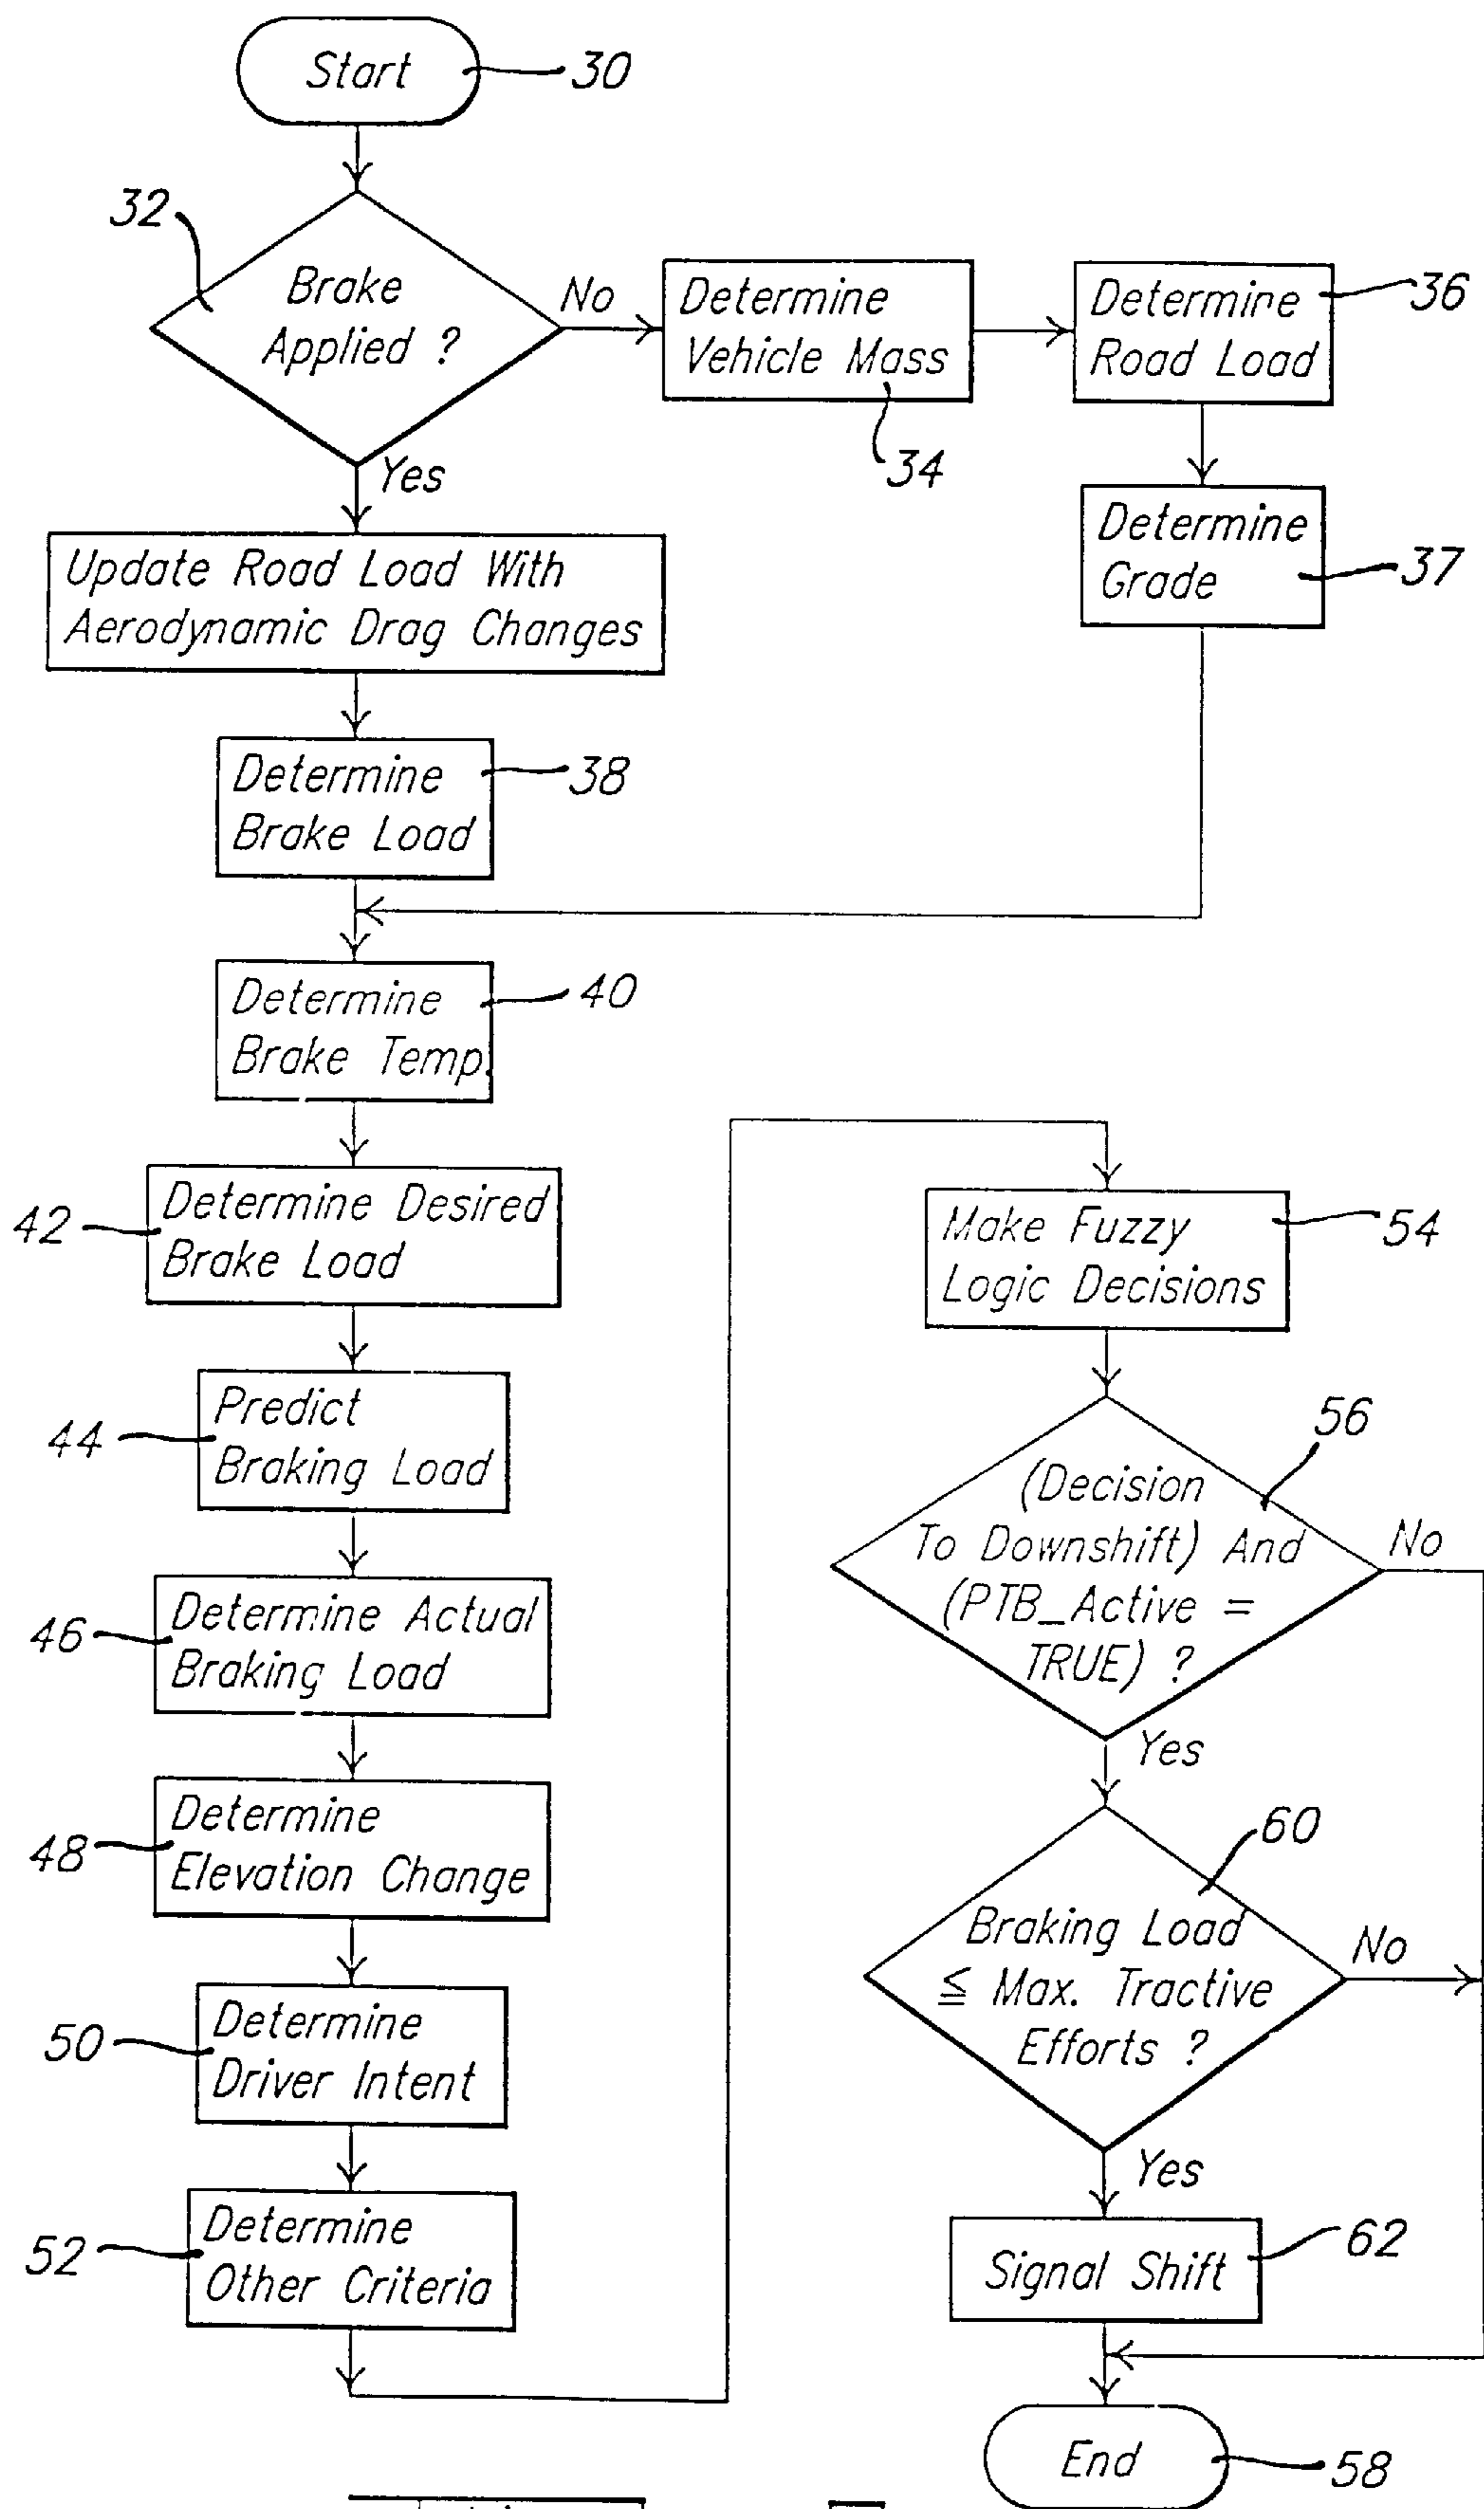 Start
30
32
Brake
Applied ?
No
Determine
Vehicle Mass
34
Determine
Road Load
36
Yes
Determine
Grade
37
Update Road Load With
Aerodynamic Drag Changes
Determine
Brake Load
38
Determine
Brake Temp.
40
42
Determine Desired
Brake Load
44
Predict
Braking Load
46
Determine Actual
Braking Load
48
Determine
Elevation Change
50
Determine
Driver Intent
52
Determine
Other Criteria
Make Fuzzy
Logic Decisions
54
56
(Decision
To Downshift) And
(PTB_Active =
TRUE) ?
No
Yes
60
Braking Load
≦ Max. Tractive
Efforts ?
No
Yes
Signal Shift
62
End
58